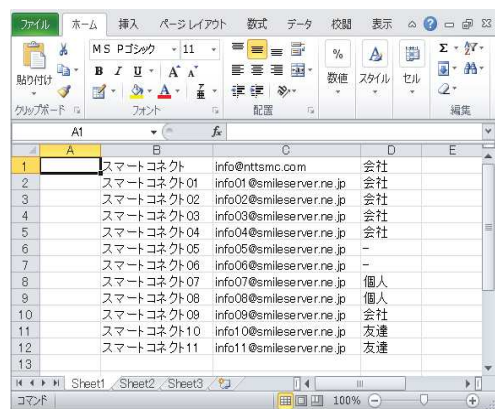 ファイル ホーム 挿入 ページレイアウト 数式 データ 校閲 表示
MS Pゴシック 11
B I U A A
貼り付け % 数値 A スタイル セル Σ
クリップボード フォント 配置 編集
A1 fx
A B C D E
1 スマートコネクト info@nttsmc.com 会社
2 スマートコネクト01 info01@smileserver.ne.jp 会社
3 スマートコネクト02 info02@smileserver.ne.jp 会社
4 スマートコネクト03 info03@smileserver.ne.jp 会社
5 スマートコネクト04 info04@smileserver.ne.jp 会社
6 スマートコネクト05 info05@smileserver.ne.jp －
7 スマートコネクト06 info06@smileserver.ne.jp －
8 スマートコネクト07 info07@smileserver.ne.jp 個人
9 スマートコネクト08 info08@smileserver.ne.jp 個人
10 スマートコネクト09 info09@smileserver.ne.jp 会社
11 スマートコネクト10 info10@smileserver.ne.jp 友達
12 スマートコネクト11 info11@smileserver.ne.jp 友達
13
Sheet1 Sheet2 Sheet3
コマンド 100%